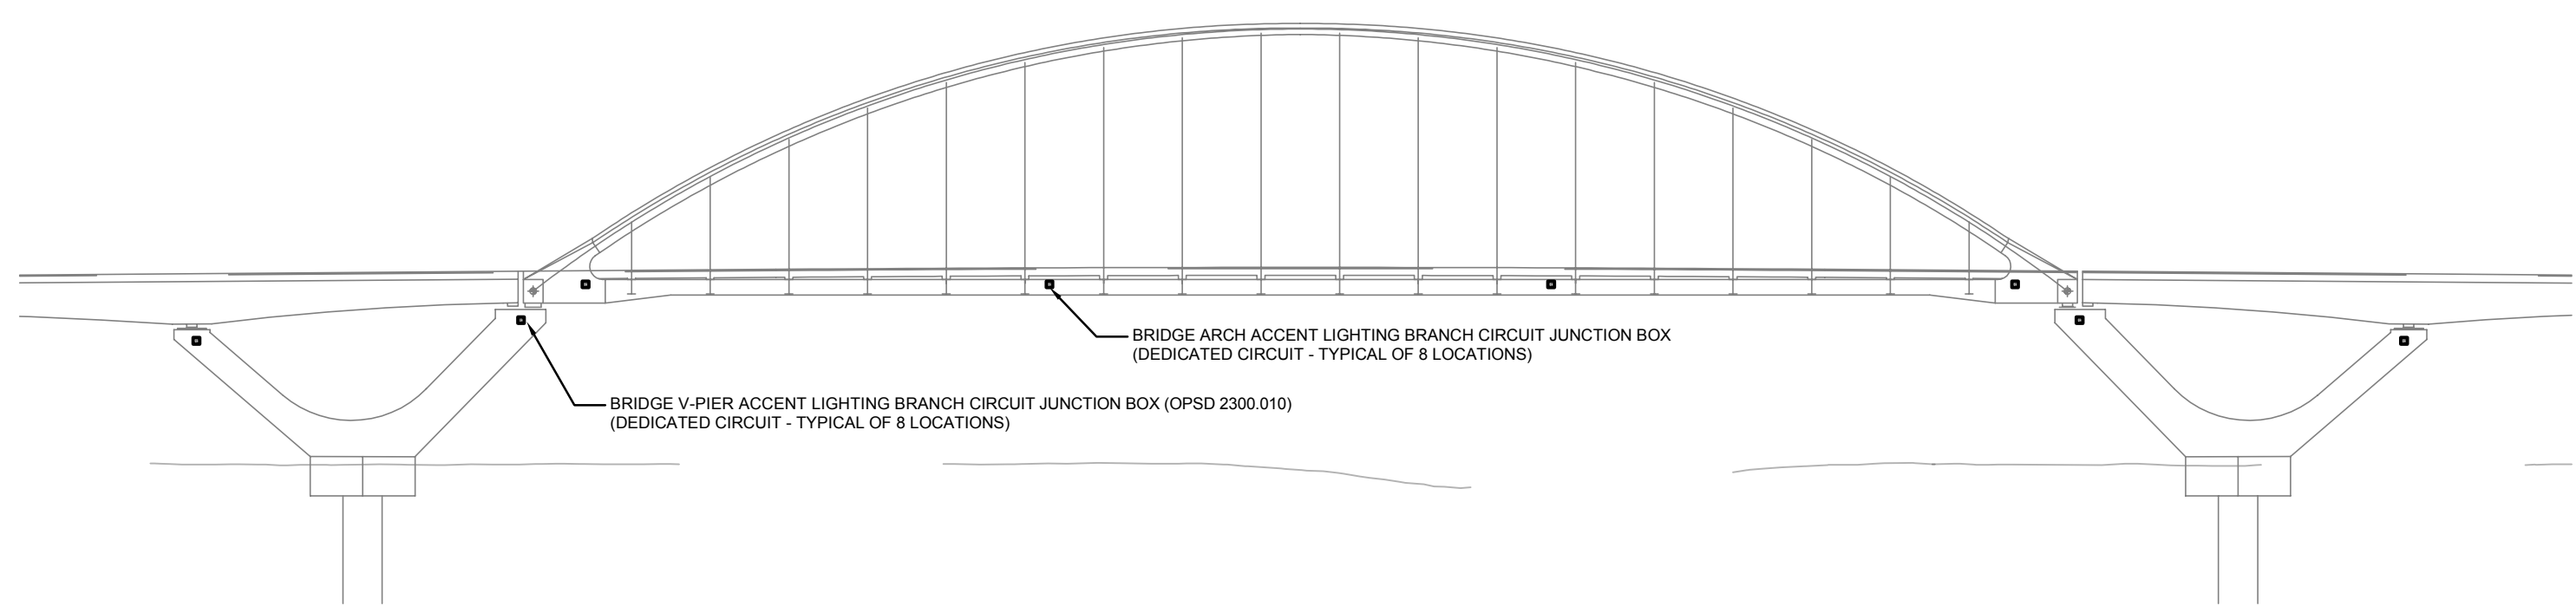 BRIDGE ARCH ACCENT LIGHTING BRANCH CIRCUIT JUNCTION BOX
(DEDICATED CIRCUIT - TYPICAL OF 8 LOCATIONS)
BRIDGE V-PIER ACCENT LIGHTING BRANCH CIRCUIT JUNCTION BOX (OPSD 2300.010)
(DEDICATED CIRCUIT - TYPICAL OF 8 LOCATIONS)